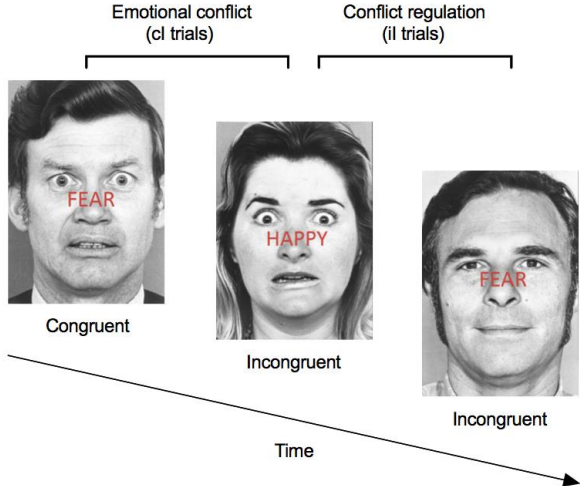 Emotional conflict
(cI trials)
Conflict regulation
(iI trials)
FEAR
HAPPY
FEAR
Congruent
Incongruent
Incongruent
Time